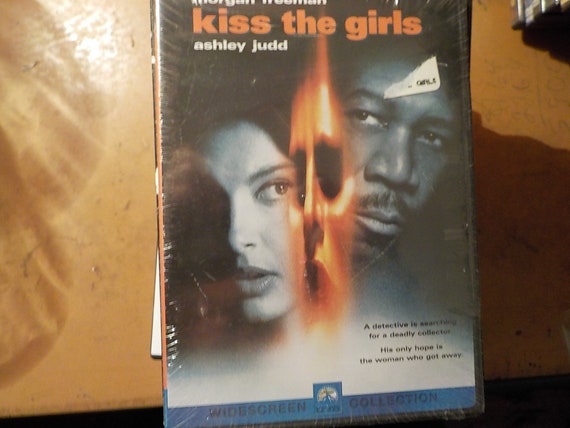 morgan freeman
kiss the girls
ashley judd
GIRLS
A detective is searching
for a deadly collector.
His only hope is
the woman who got away.
WIDESCREEN COLLECTION